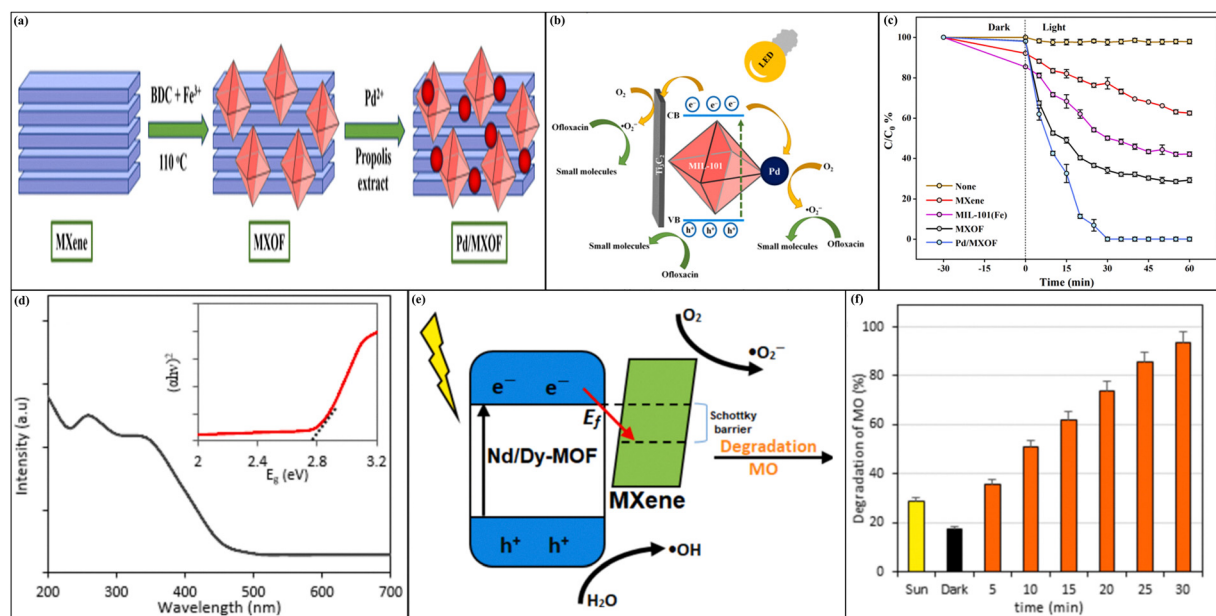 (a)
BDC + Fe³⁺
110 °C
Pd²⁺
Propolis
extract
MXene
MXOF
Pd/MXOF
(b)
LED
O₂
e⁻ e⁻ e⁻
CB
•O₂⁻
Ofloxacin
Small molecules
Ti₃C₂
MIL-101
Pd
O₂
•O₂⁻
VB
h⁺ h⁺ h⁺
Small molecules
Ofloxacin
Small molecules
Ofloxacin
(c)
Dark
Light
C/C₀ %
100
80
60
40
20
0
None
MXene
MIL-101(Fe)
MXOF
Pd/MXOF
-30 -15 0 15 30 45 60
Time (min)
(d)
Intensity (a.u)
(αhν)²
2 2.4 2.8 3.2
E_g (eV)
200 300 400 500 600 700
Wavelength (nm)
(e)
O₂
•O₂⁻
e⁻ e⁻
E_f
Schottky
barrier
Nd/Dy-MOF
MXene
Degradation
MO
h⁺ h⁺
•OH
H₂O
(f)
Degradation of MO (%)
100
80
60
40
20
0
Sun Dark 5 10 15 20 25 30
time (min)